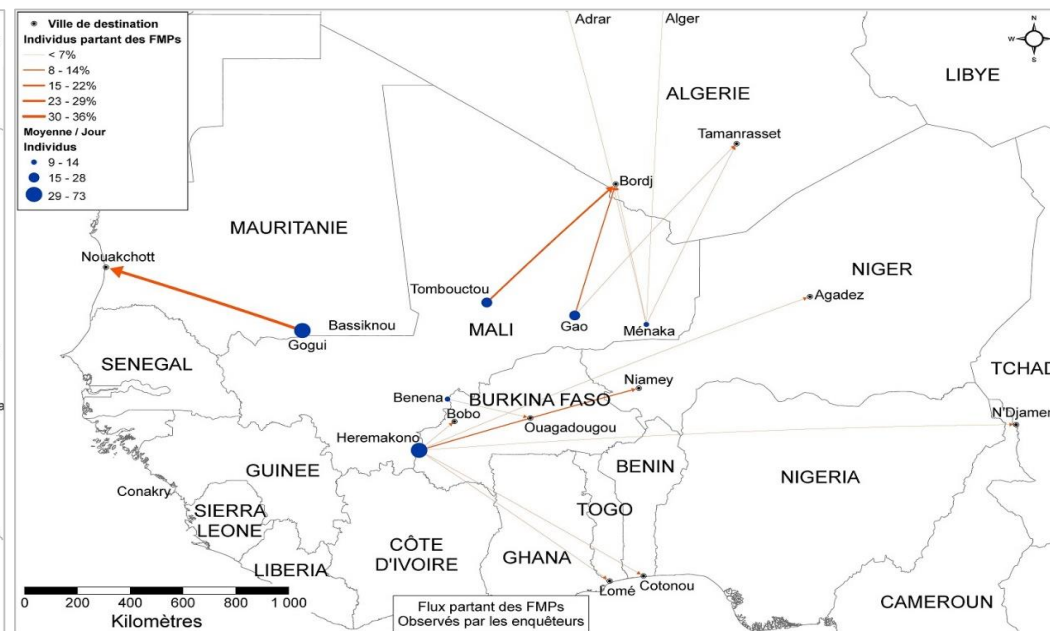 Ville de destination
Individus partant des FMPs
< 7%
8 - 14%
15 - 22%
23 - 29%
30 - 36%
Moyenne / Jour
Individus
9 - 14
15 - 28
29 - 73
Adrar
Alger
N
W
E
S
LIBYE
ALGERIE
Tamanrasset
Bordj
MAURITANIE
Nouakchott
NIGER
Tombouctou
Agadez
Bassiknou
MALI
Gao
Ménaka
Gogui
SENEGAL
TCHAD
Niamey
Benena
BURKINA FASO
Bobo
N'Djamen
Ouagadougou
Heremakono
GUINEE
BENIN
NIGERIA
Conakry
SIERRA
LEONE
TOGO
CÔTE
D'IVOIRE
GHANA
LIBERIA
Lomé
Cotonou
CAMEROUN
0 200 400 600 800 1 000
Kilomètres
Flux partant des FMPs
Observés par les enquêteurs